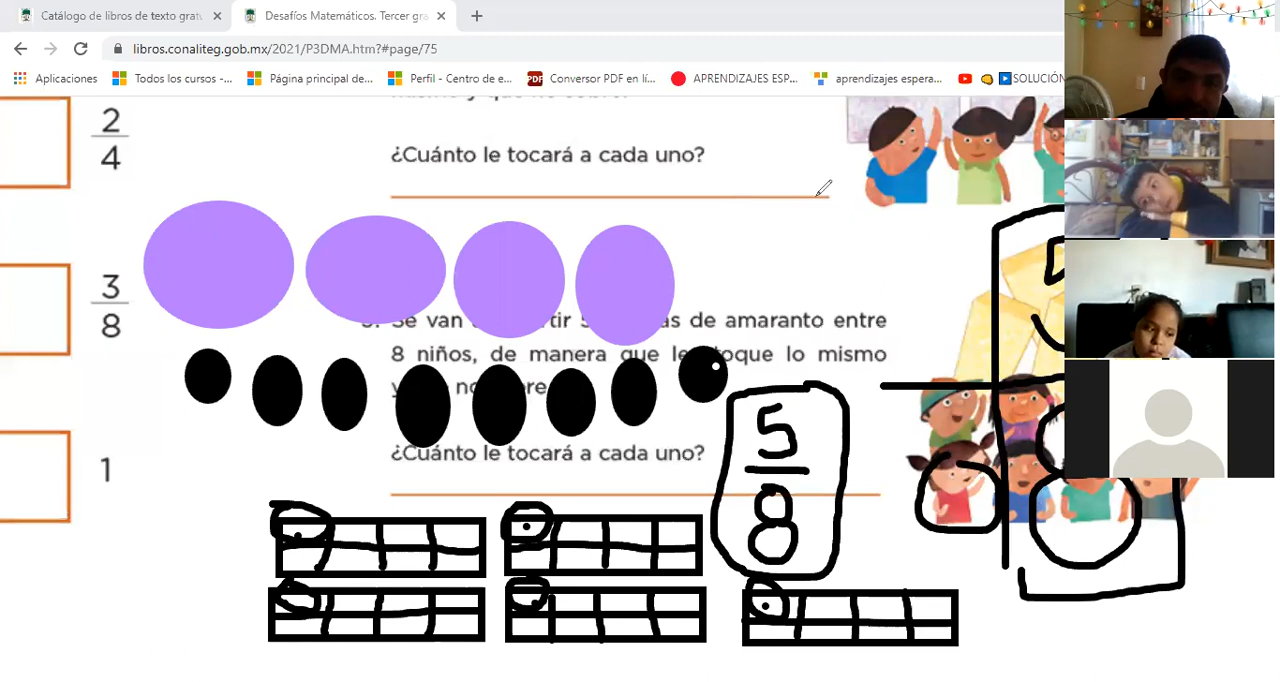 Catálogo de libros de texto gratu
Desafíos Matemáticos. Tercer gra
libros.conaliteg.gob.mx/2021/P3DMA.htm?#page/75
Aplicaciones
Todos los cursos -...
Página principal de...
Perfil - Centro de e...
PDF
Conversor PDF en lí...
APRENDIZAJES ESP...
aprendizajes espera...
SOLUCIÓN
2
4
¿Cuánto le tocará a cada uno?
3
8
Se van 5 de amaranto entre
8 niños, de manera que le toque lo mismo
y
¿Cuánto le tocará a cada uno?
1
5
8